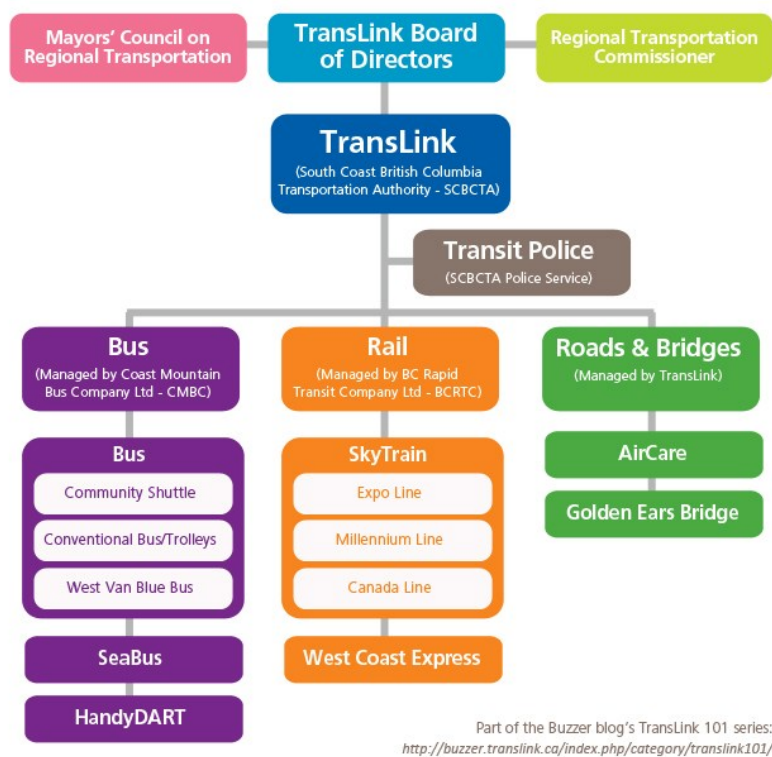 Mayors' Council on
Regional Transportation
TransLink Board
of Directors
Regional Transportation
Commissioner
TransLink
(South Coast British Columbia
Transportation Authority - SCBCTA)
Transit Police
(SCBCTA Police Service)
Bus
(Managed by Coast Mountain
Bus Company Ltd - CMBC)
Rail
(Managed by BC Rapid
Transit Company Ltd - BCRTC)
Roads & Bridges
(Managed by TransLink)
Bus
Community Shuttle
Conventional Bus/Trolleys
West Van Blue Bus
SeaBus
HandyDART
SkyTrain
Expo Line
Millennium Line
Canada Line
West Coast Express
AirCare
Golden Ears Bridge
Part of the Buzzer blog's TransLink 101 series:
http://buzzer.translink.ca/index.php/category/translink101/